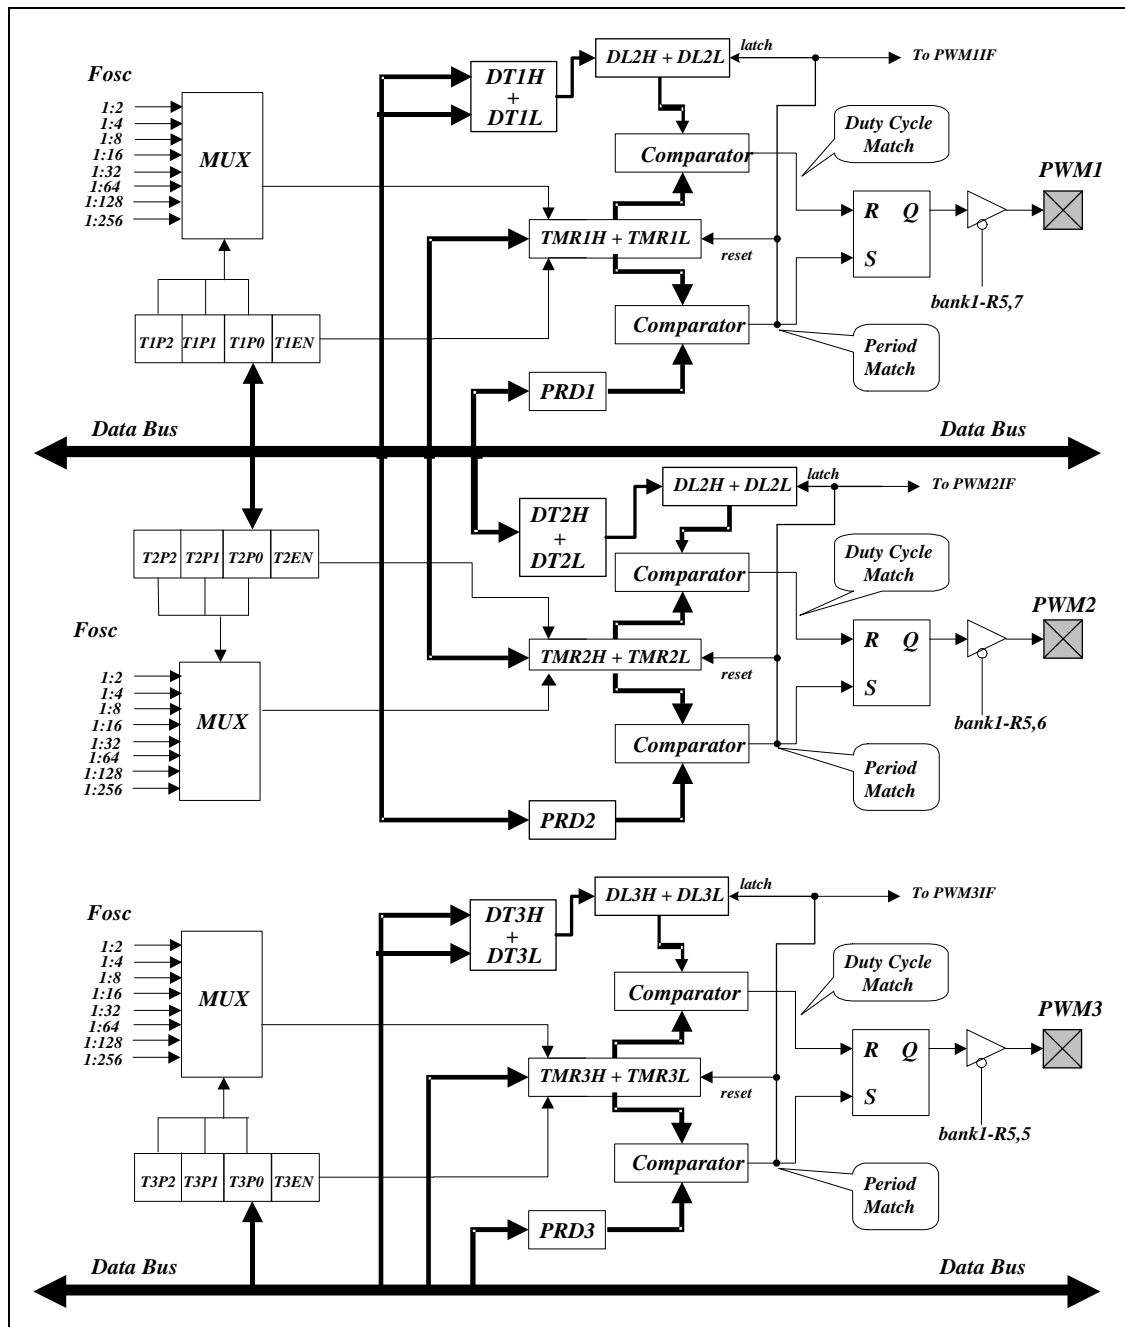 Fosc
1:2
1:4
1:8
1:16
1:32
1:64
1:128
1:256
MUX
T1P2 T1P1 T1P0 T1EN
DT1H
+
DT1L
DL2H + DL2L
latch
To PWM1IF
Comparator
Duty Cycle
Match
TMR1H + TMR1L
reset
R Q
S
PWM1
bank1-R5,7
Comparator
Period
Match
PRD1
Data Bus
Data Bus
DT2H
+
DT2L
DL2H + DL2L
latch
To PWM2IF
T2P2 T2P1 T2P0 T2EN
Comparator
Duty Cycle
Match
Fosc
1:2
1:4
1:8
1:16
1:32
1:64
1:128
1:256
MUX
TMR2H + TMR2L
reset
R Q
S
PWM2
bank1-R5,6
Comparator
Period
Match
PRD2
Fosc
1:2
1:4
1:8
1:16
1:32
1:64
1:128
1:256
MUX
T3P2 T3P1 T3P0 T3EN
DT3H
+
DT3L
DL3H + DL3L
latch
To PWM3IF
Comparator
Duty Cycle
Match
TMR3H + TMR3L
reset
R Q
S
PWM3
bank1-R5,5
Comparator
Period
Match
PRD3
Data Bus
Data Bus